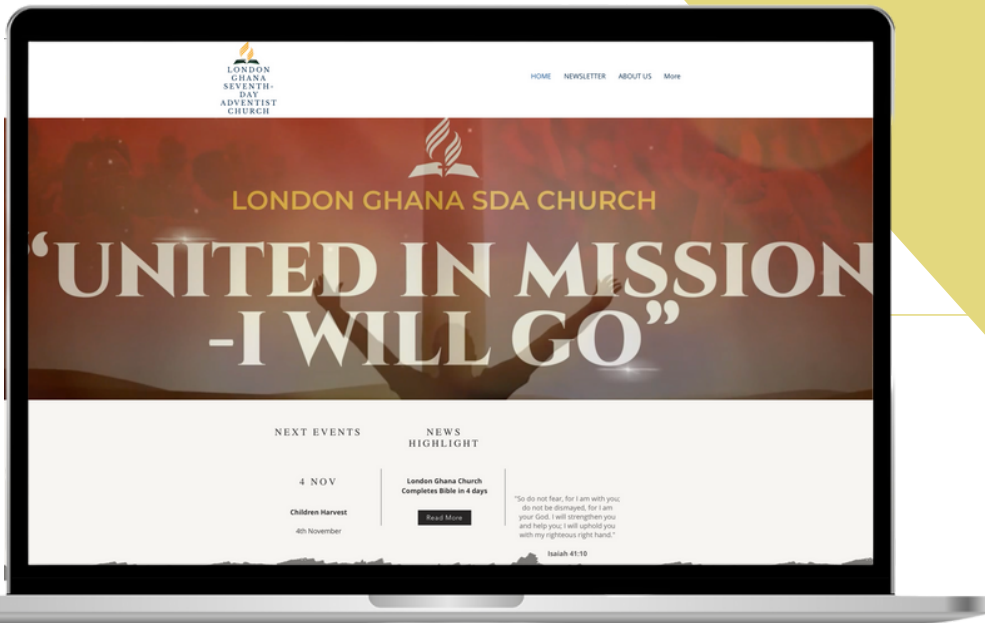 LONDON
GHANA
SEVENTH-
DAY
ADVENTIST
CHURCH
HOME NEWSLETTER ABOUT US More
LONDON GHANA SDA CHURCH
“UNITED IN MISSION
-I WILL GO”
NEXT EVENTS
4 NOV
Children Harvest
4th November
NEWS
HIGHLIGHT
London Ghana Church
Completes Bible in 4 days
Read More
"So do not fear, for I am with you;
do not be dismayed, for I am
your God. I will strengthen you
and help you; I will uphold you
with my righteous right hand."
Isaiah 41:10